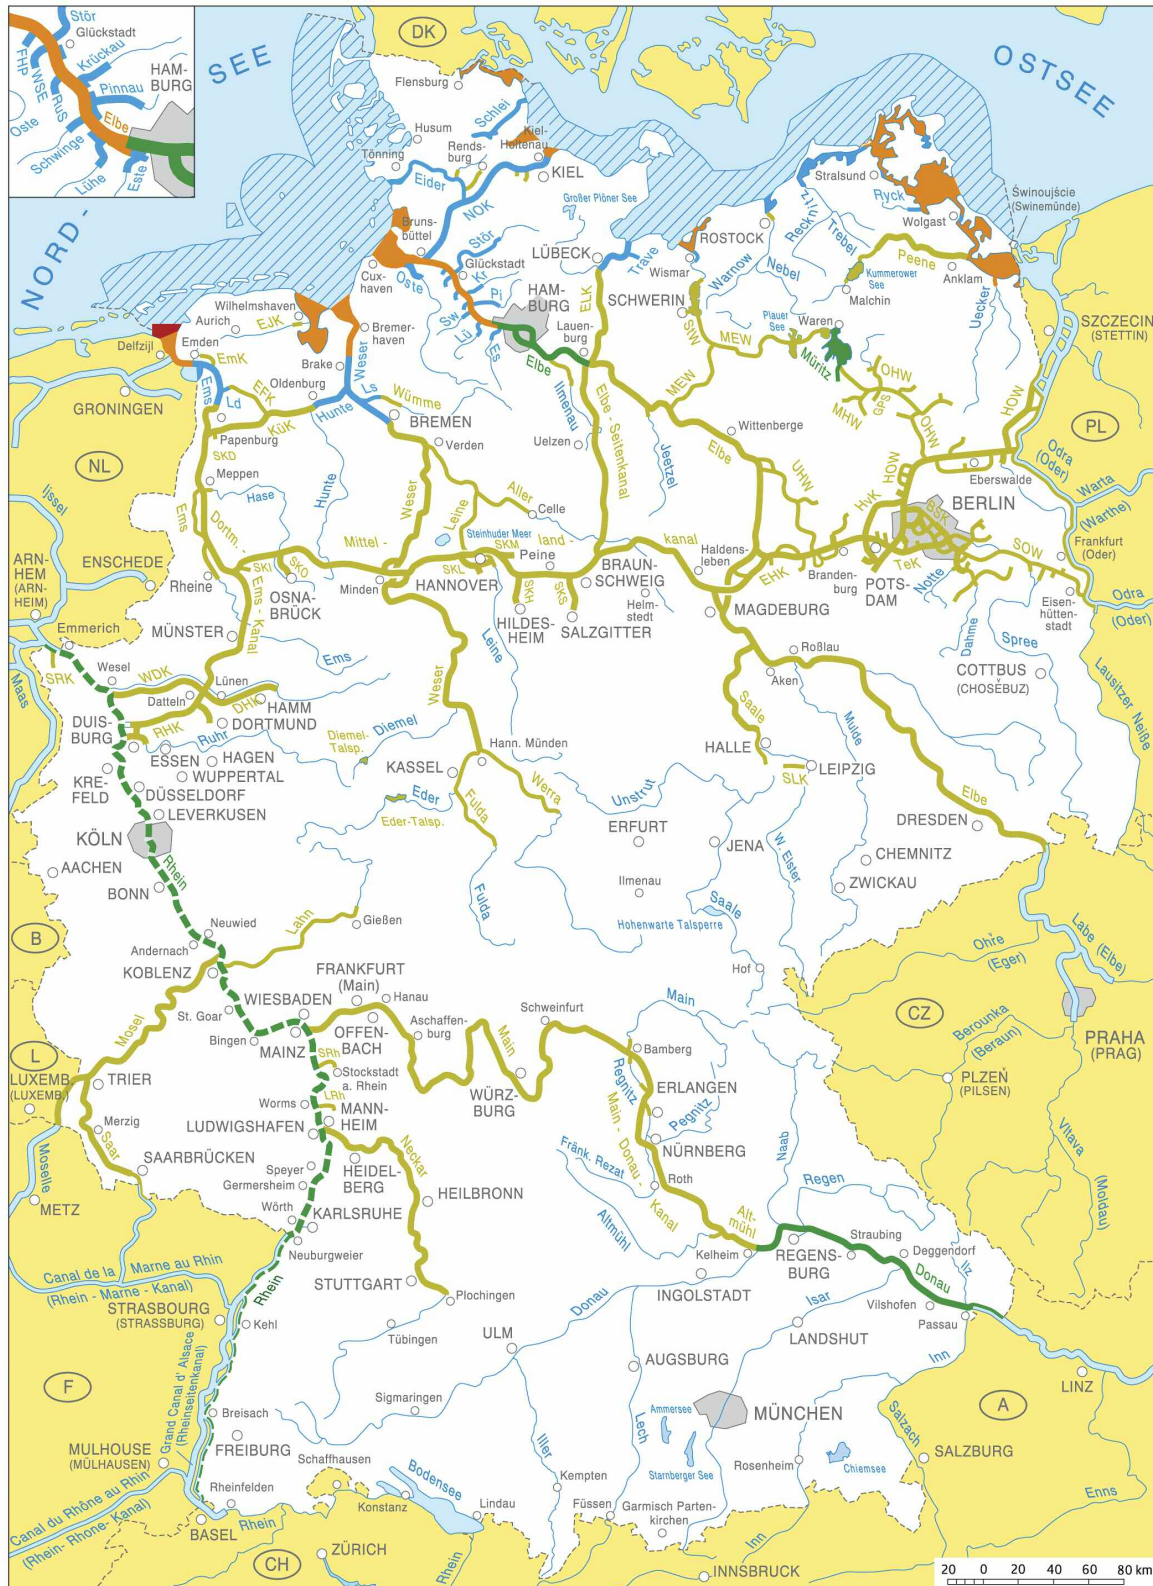 Stör
Glückstadt
Krückau
FHP
WSE
RuS
Pinnau
HAM-
BURG
Oste
Elbe
Schwinge
Lühe
Este
NORD -
SEE
OSTSEE
DK
Flensburg
Schlei
Husum
Rends-
burg
Kiel-
Holtenau
Tönning
Eider
NOK
KIEL
Großer Plöner See
Stralsund
Ryck
Świnoujście
(Swinemünde)
Wolgast
Reckn.
Trebel
Bruns-
büttel
Stör
Glückstadt
LÜBECK
Trave
Wismar
ROSTOCK
Warnow
Nebel
Peene
Kummerower
See
Anklam
Malchin
Uecker
Cux-
haven
Oste
Kr
Pi
Sw
Lü
Es
HAM-
BURG
ELK
SCHWERIN
Plauer
See
Waren
SZCZECIN
(STETTIN)
Wilhelmshaven
Aurich
EJK
Bremer-
haven
Lauen-
burg
StW
MEW
Müritz
OHW
Delfzijl
Emden
EmK
Brake
Weser
Elbe
MEW
MHW
GPS
OHW
HOW
GRONINGEN
Ems
Ld
EFK
Oldenburg
Hunte
Ls
Wümme
Ilmenau
Elbe - Seitenkanal
BREMEN
KüK
Papenburg
SKD
Uelzen
Wittenberge
Elbe
Jeetzel
NL
PL
Verden
Meppen
Hase
Hunte
Weser
Leine
Aller
Celle
UHW
HOW
HvK
Eberswalde
BERLIN
Odra
(Oder)
Warta
(Warthe)
Ijssel
Ems
Dortm. -
Ems - Kanal
Mittel -
land -
kanal
Steinhuder Meer
SKM
Peine
BSK
Frankfurt
(Oder)
ARN-
HEM
(ARN-
HEIM)
ENSCHEDE
Rheine
SKI
SKO
OSNA-
BRÜCK
Minden
HANNOVER
SKL
SKH
SKS
BRAUN-
SCHWEIG
Helm-
stedt
Haldens-
leben
EHK
Branden-
burg
POTS-
DAM
TeK
Notte
SOW
Eisen-
hütten-
stadt
Odra
(Oder)
MAGDEBURG
HILDES-
HEIM
SALZGITTER
Emmerich
MÜNSTER
Ems
Leine
Roßlau
Dahme
Spree
COTTBUS
(CHOŚEBUZ)
Maas
SRK
Wesel
WDK
Lünen
Datteln
DHK
HAMM
DORTMUND
Weser
Aken
Saale
Mulde
Lausitzer Neiße
DUIS-
BURG
RHK
Ruhr
Diemel
Diemel-
Talsp.
Hann. Münden
HALLE
SLK
LEIPZIG
KRE-
FELD
ESSEN
HAGEN
WUPPERTAL
DÜSSELDORF
LEVERKUSEN
KASSEL
Eder
Eder-Talsp.
Fulda
Werra
Unstrut
Elbe
DRESDEN
KÖLN
Rhein
ERFURT
JENA
W. Elster
CHEMNITZ
AACHEN
BONN
Ilmenau
ZWICKAU
Fulda
Saale
Hohenwarte Talsperre
Labe (Elbe)
B
Neuwied
Lahn
Gießen
Andernach
KOBLENZ
Hof
Ohře
(Eger)
FRANKFURT
(Main)
WIESBADEN
Hanau
Schweinfurt
Main
CZ
Mosel
St. Goar
Bingen
MAINZ
OFFEN-
BACH
Aschaffen-
burg
Main
Bamberg
Berounka
(Beraun)
PRAHA
(PRAG)
L
LUXEMB.
(LUXEMB.)
TRIER
SRh
Stockstadt
a. Rhein
LRh
WÜRZ-
BURG
Regnitz
ERLANGEN
PLZEŇ
(PILSEN)
Merzig
Worms
MANN-
HEIM
LUDWIGSHAFEN
Pegnitz
Main - Donau -
Kanal
NÜRNBERG
Vltava
(Moldau)
Saar
SAARBRÜCKEN
Speyer
Germersheim
HEIDEL-
BERG
Neckar
Fränk. Rezat
Roth
Naab
Regen
Moselle
METZ
Wörth
KARLSRUHE
Neuburgweier
HEILBRONN
Altmühl
Alt-
mühl
Kelheim
REGENS-
BURG
Straubing
Deggendorf
Donau
Ilz
Canal de la
Marne au Rhin
(Rhein - Marne - Kanal)
Rhein
STUTTGART
Plochingen
Donau
INGOLSTADT
Isar
Vilshofen
Passau
STRASBOURG
(STRASSBURG)
Kehl
Tübingen
ULM
LANDSHUT
Grand Canal d' Alsace
(Rheinseitenkanal)
AUGSBURG
Inn
LINZ
F
Sigmaringen
Breisach
A
MÜNCHEN
Ammersee
Lech
Iller
Salzach
MULHOUSE
(MÜLHAUSEN)
FREIBURG
Starnberger See
Rosenheim
Chiemsee
SALZBURG
Schaffhausen
Bodensee
Kempten
Canal du Rhône au Rhin
(Rhein- Rhone- Kanal)
Rheinfelden
Konstanz
Lindau
Füssen
Garmisch Parten-
kirchen
Enns
BASEL
Rhein
Inn
CH
ZÜRICH
Rhein
INNSBRUCK
20 0 20 40 60 80 km